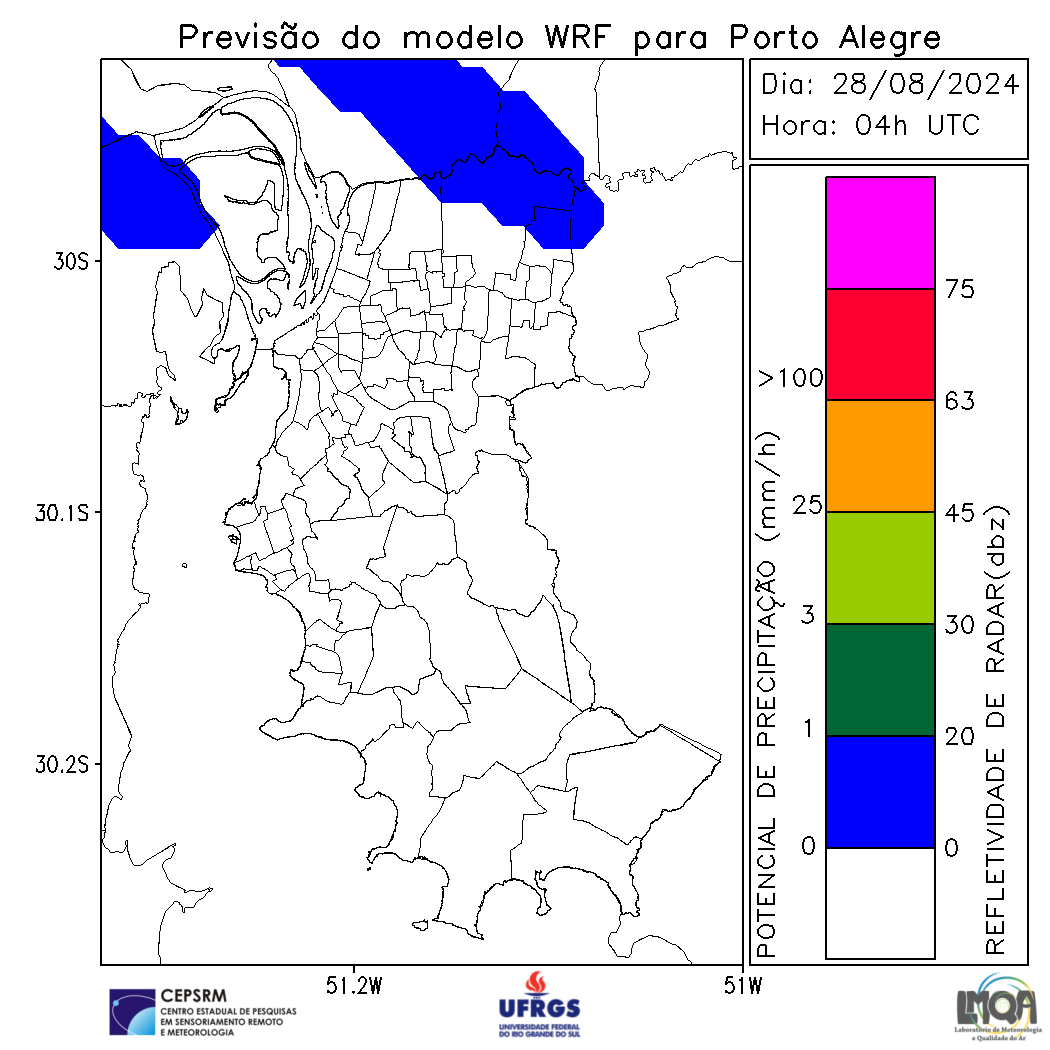 Previsão do modelo WRF para Porto Alegre
Dia: 28/08/2024
Hora: 04h UTC
30S
30.1S
30.2S
51.2W
51W
POTENCIAL DE PRECIPITAÇÃO (mm/h)
>100
25
3
1
0
75
63
45
30
20
0
REFLETIVIDADE DE RADAR(dbz)
CEPSRM
CENTRO ESTADUAL DE PESQUISAS
EM SENSORIAMENTO REMOTO
E METEOROLOGIA
UFRGS
UNIVERSIDADE FEDERAL
DO RIO GRANDE DO SUL
LMQA
Laboratório de Meteorologia
e Qualidade do Ar